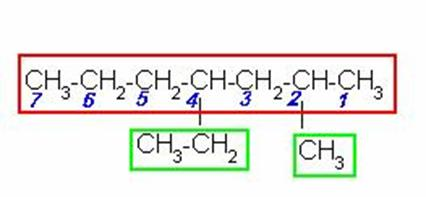 CH₃-CH₂-CH₂-CH-CH₂-CH-CH₃
7 6 5 4 3 2 1
CH₃-CH₂ CH₃